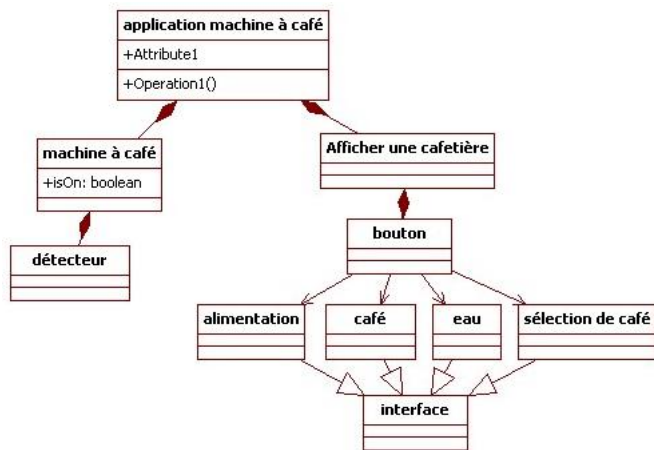 application machine à café
+Attribute1
+Operation1()
machine à café
+isOn: boolean
Afficher une cafetière
détecteur
bouton
alimentation
café
eau
sélection de café
interface